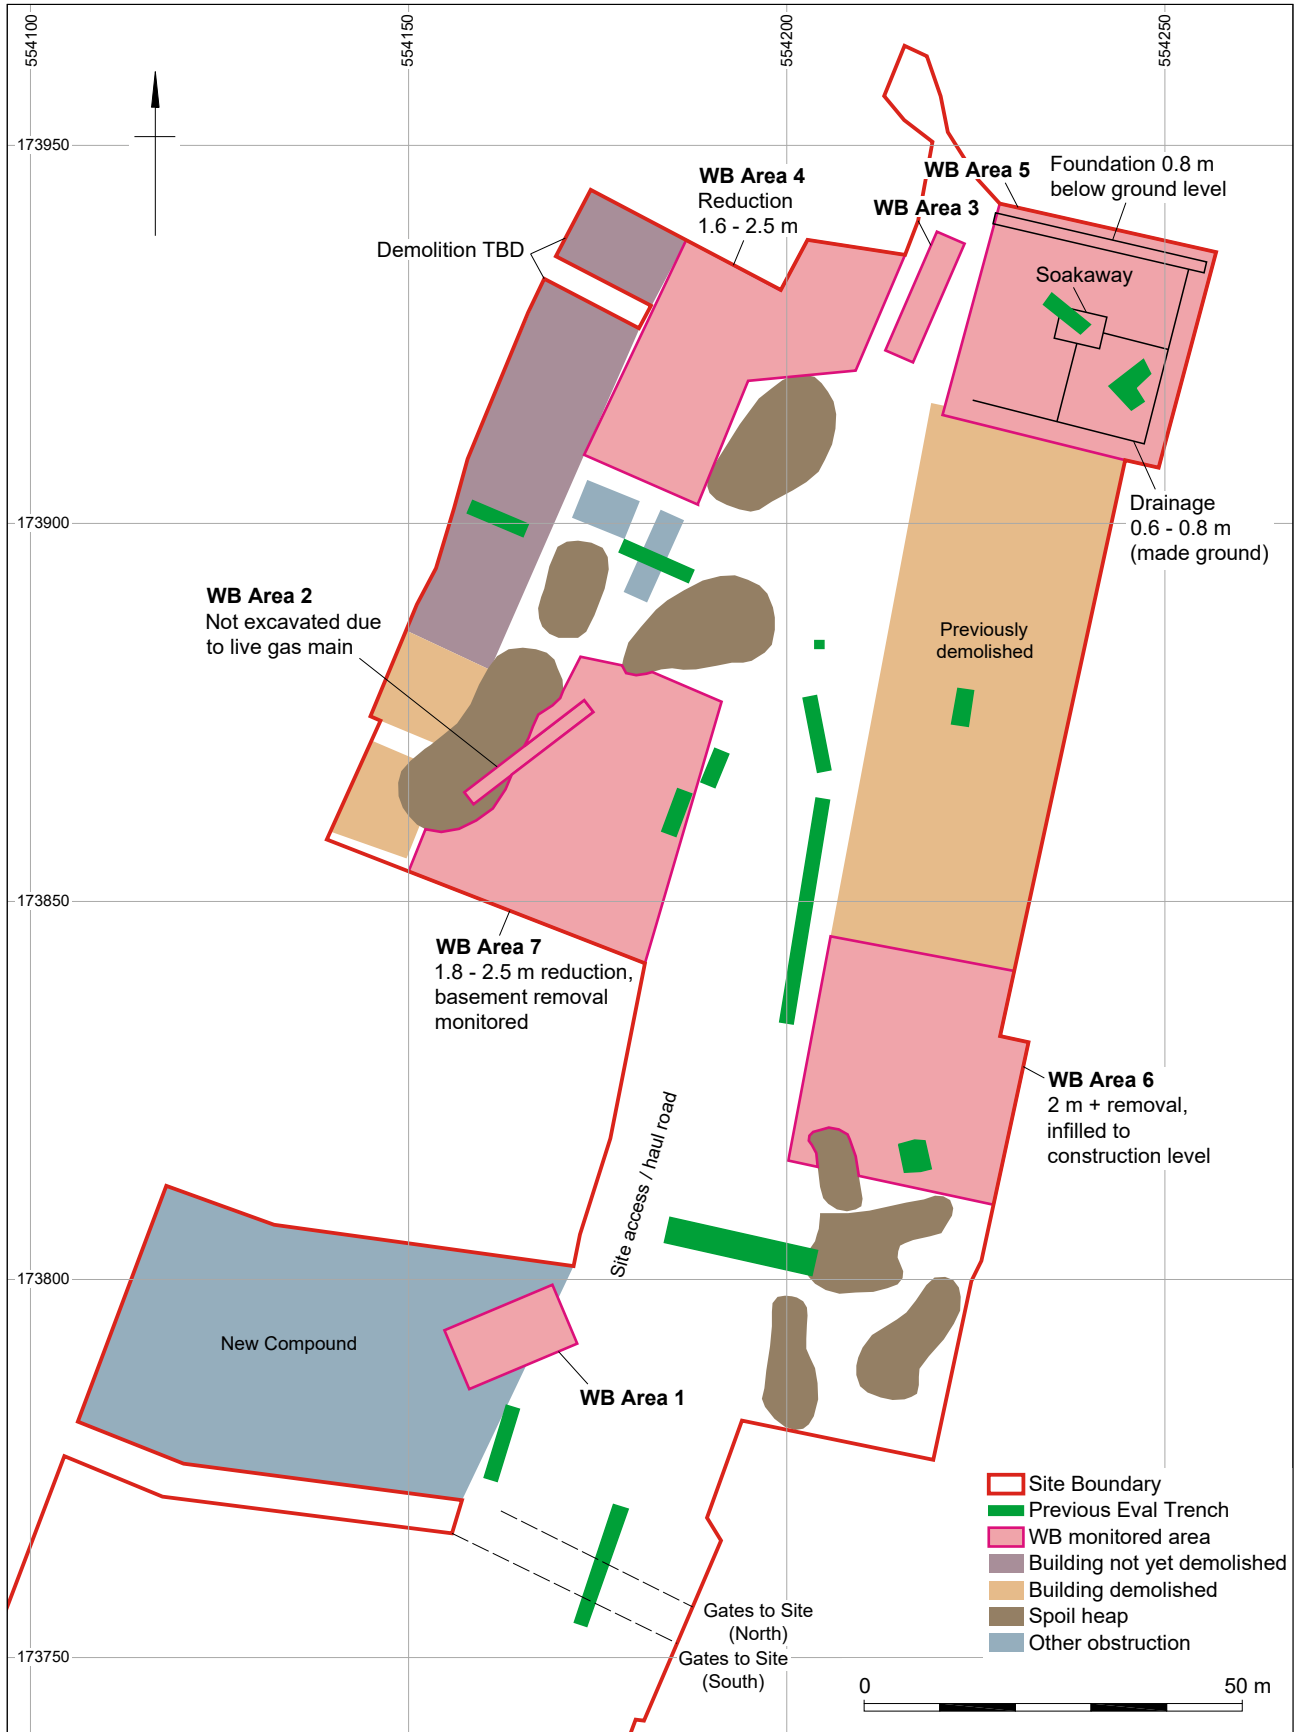 554100
554150
554200
554250
173950
173900
173850
173800
173750
WB Area 4
Reduction
1.6 - 2.5 m
WB Area 5
Foundation 0.8 m
below ground level
WB Area 3
Demolition TBD
Soakaway
Drainage
0.6 - 0.8 m
(made ground)
WB Area 2
Not excavated due
to live gas main
Previously
demolished
WB Area 7
1.8 - 2.5 m reduction,
basement removal
monitored
WB Area 6
2 m + removal,
infilled to
construction level
Site access / haul road
New Compound
WB Area 1
Gates to Site
(North)
Gates to Site
(South)
Site Boundary
Previous Eval Trench
WB monitored area
Building not yet demolished
Building demolished
Spoil heap
Other obstruction
0 50 m